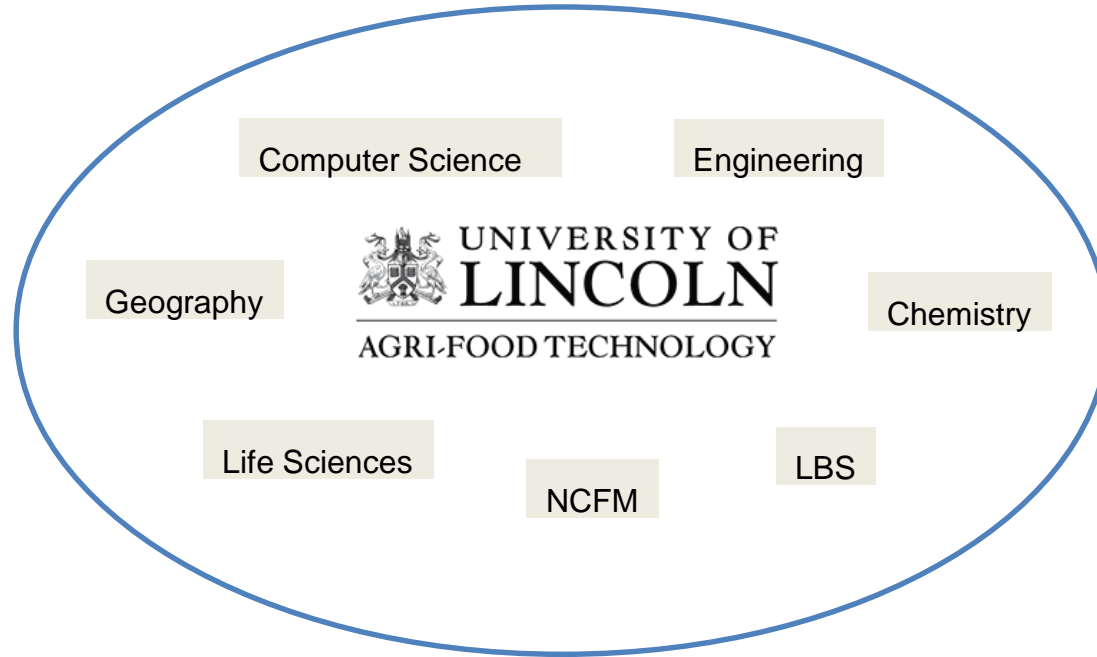 Computer Science
Engineering
UNIVERSITY OF
LINCOLN
AGRI-FOOD TECHNOLOGY
Geography
Chemistry
Life Sciences
NCFM
LBS